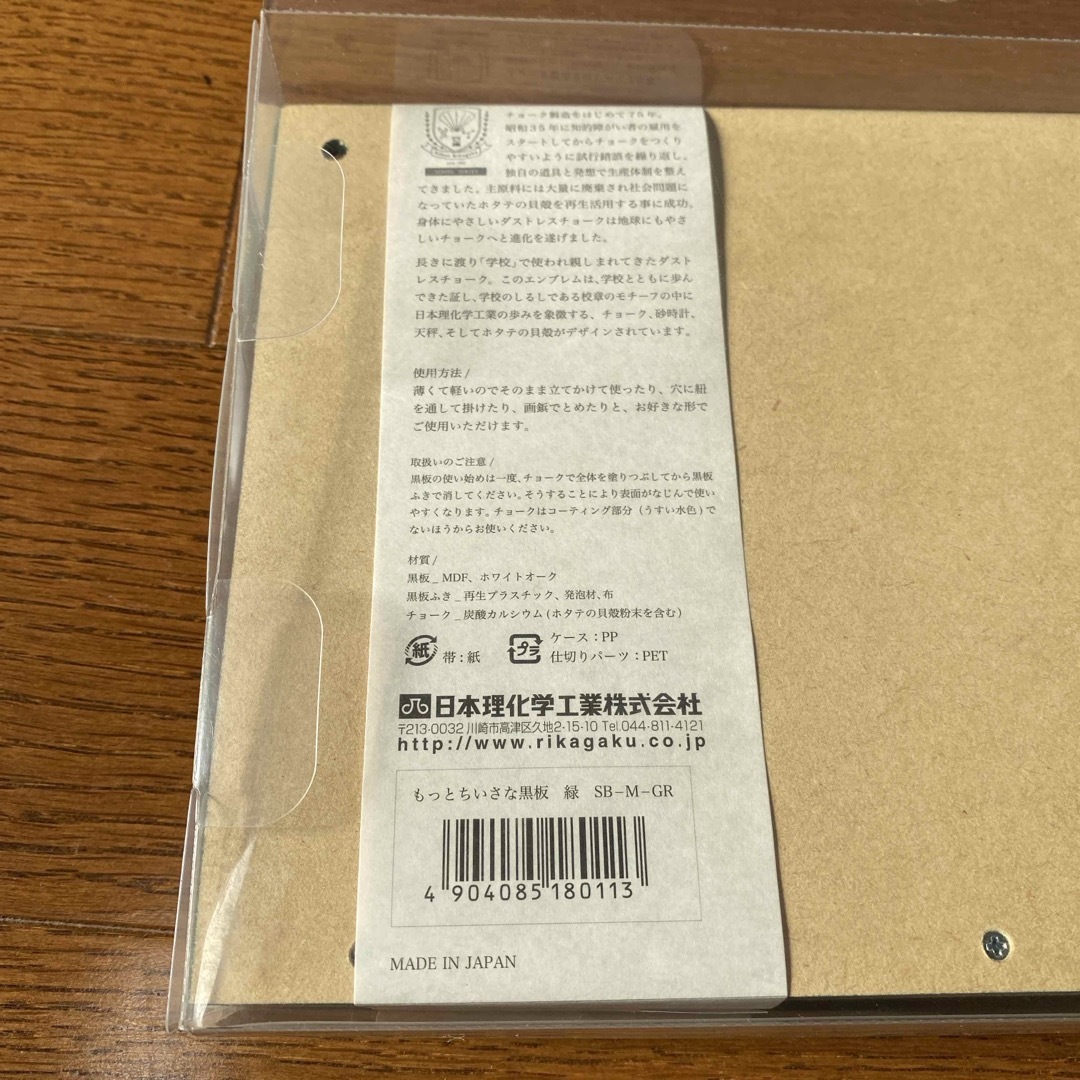 チョーク製造をはじめて75年。
昭和35年に知的障がい者の雇用を
スタートしてからチョークをつくり
やすいように試行錯誤を繰り返し、
独自の道具と発想で生産体制を整え
てきました。主原料には大量に廃棄され社会問題に
なっていたホタテの貝殻を再生活用する事に成功。
身体にやさしいダストレスチョークは地球にもやさ
しいチョークへと進化を遂げました。
長きに渡り「学校」で使われ親しまれてきたダスト
レスチョーク。このエンブレムは、学校とともに歩ん
できた証し、学校のしるしである校章のモチーフの中に
日本理化学工業の歩みを象徴する、チョーク、砂時計、
天秤、そしてホタテの貝殻がデザインされています。
使用方法/
薄くて軽いのでそのまま立てかけて使ったり、穴に紐
を通して掛けたり、画鋲でとめたりと、お好きな形で
ご使用いただけます。
取扱いのご注意/
黒板の使い始めは一度、チョークで全体を塗りつぶしてから黒板
ふきで消してください。そうすることにより表面がなじんで使い
やすくなります。チョークはコーティング部分(うすい水色)で
ないほうからお使いください。
材質/
黒板_MDF、ホワイトオーク
黒板ふき_再生プラスチック、発泡材、布
チョーク_炭酸カルシウム(ホタテの貝殻粉末を含む)
紙 帯:紙 プラ ケース:PP
仕切りパーツ:PET
日本理化学工業株式会社
〒213-0032 川崎市高津区久地2-15-10 Tel.044-811-4121
http://www.rikagaku.co.jp
もっとちいさな黒板 緑 SB-M-GR
4 904085 180113
MADE IN JAPAN